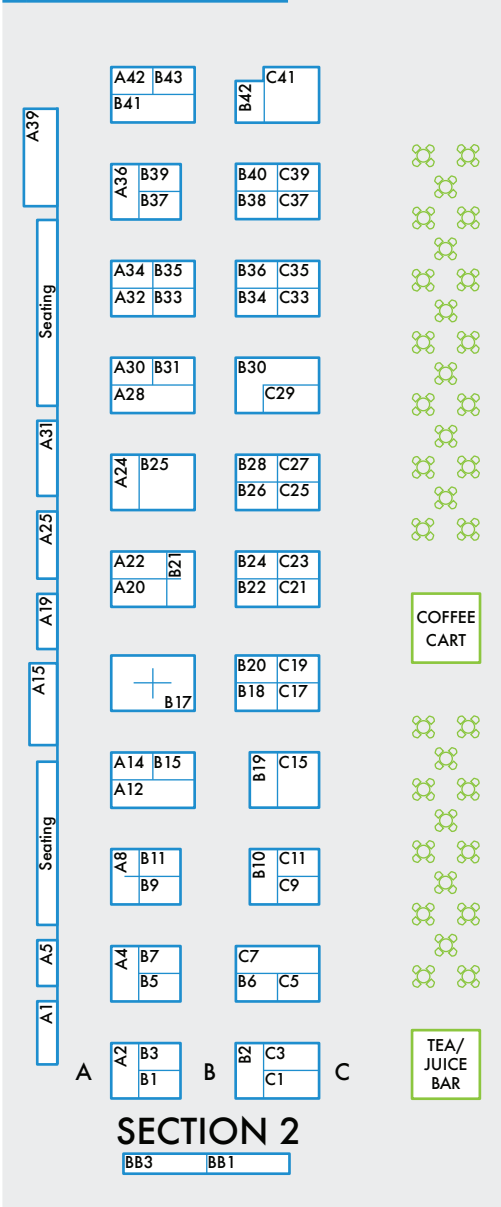 A42 B43
B41
B42 C41
A39
A36 B39
B37
B40 C39
B38 C37
Seating
A34 B35
A32 B33
B36 C35
B34 C33
A30 B31
A28
B30
C29
A31
A24 B25
B28 C27
B26 C25
A25
A22 B21
A20
B24 C23
B22 C21
A19
COFFEE
CART
A15
B17
B20 C19
B18 C17
A14 B15
A12
B19 C15
Seating
A8 B11
B9
B10 C11
C9
A5
A4 B7
B5
C7
B6 C5
A1
A2 B3
B1
B2 C3
C1
A B C
TEA/
JUICE
BAR
SECTION 2
BB3 BB1